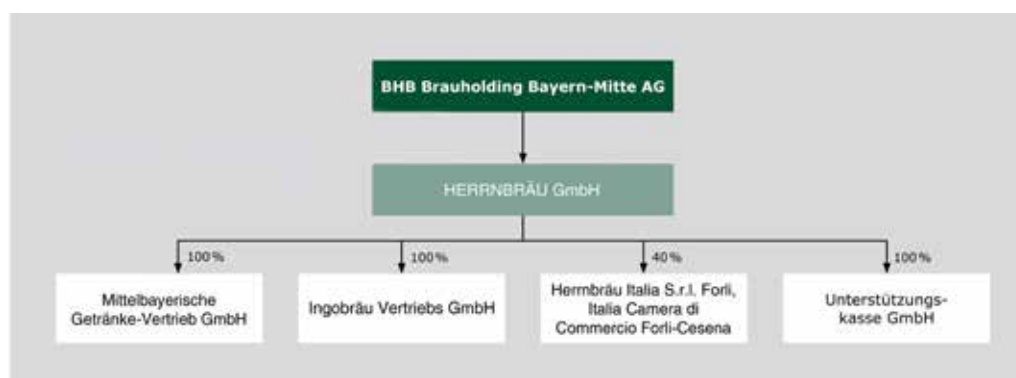 BHB Brauholding Bayern-Mitte AG
HERRNBRÄU GmbH
100%
100%
40%
100%
Mittelbayerische
Getränke-Vertrieb GmbH
Ingobräu Vertriebs GmbH
Herrnbräu Italia S.r.l. Forli,
Italia Camera di
Commercio Forli-Cesena
Unterstützungs-
kasse GmbH